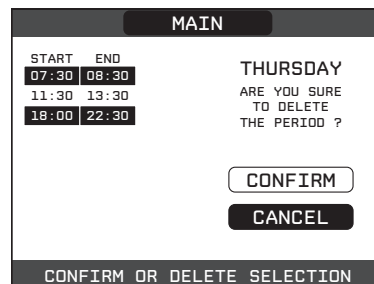 MAIN
START END
07:30 08:30
11:30 13:30
18:00 22:30
THURSDAY
ARE YOU SURE
TO DELETE
THE PERIOD ?
CONFIRM
CANCEL
CONFIRM OR DELETE SELECTION